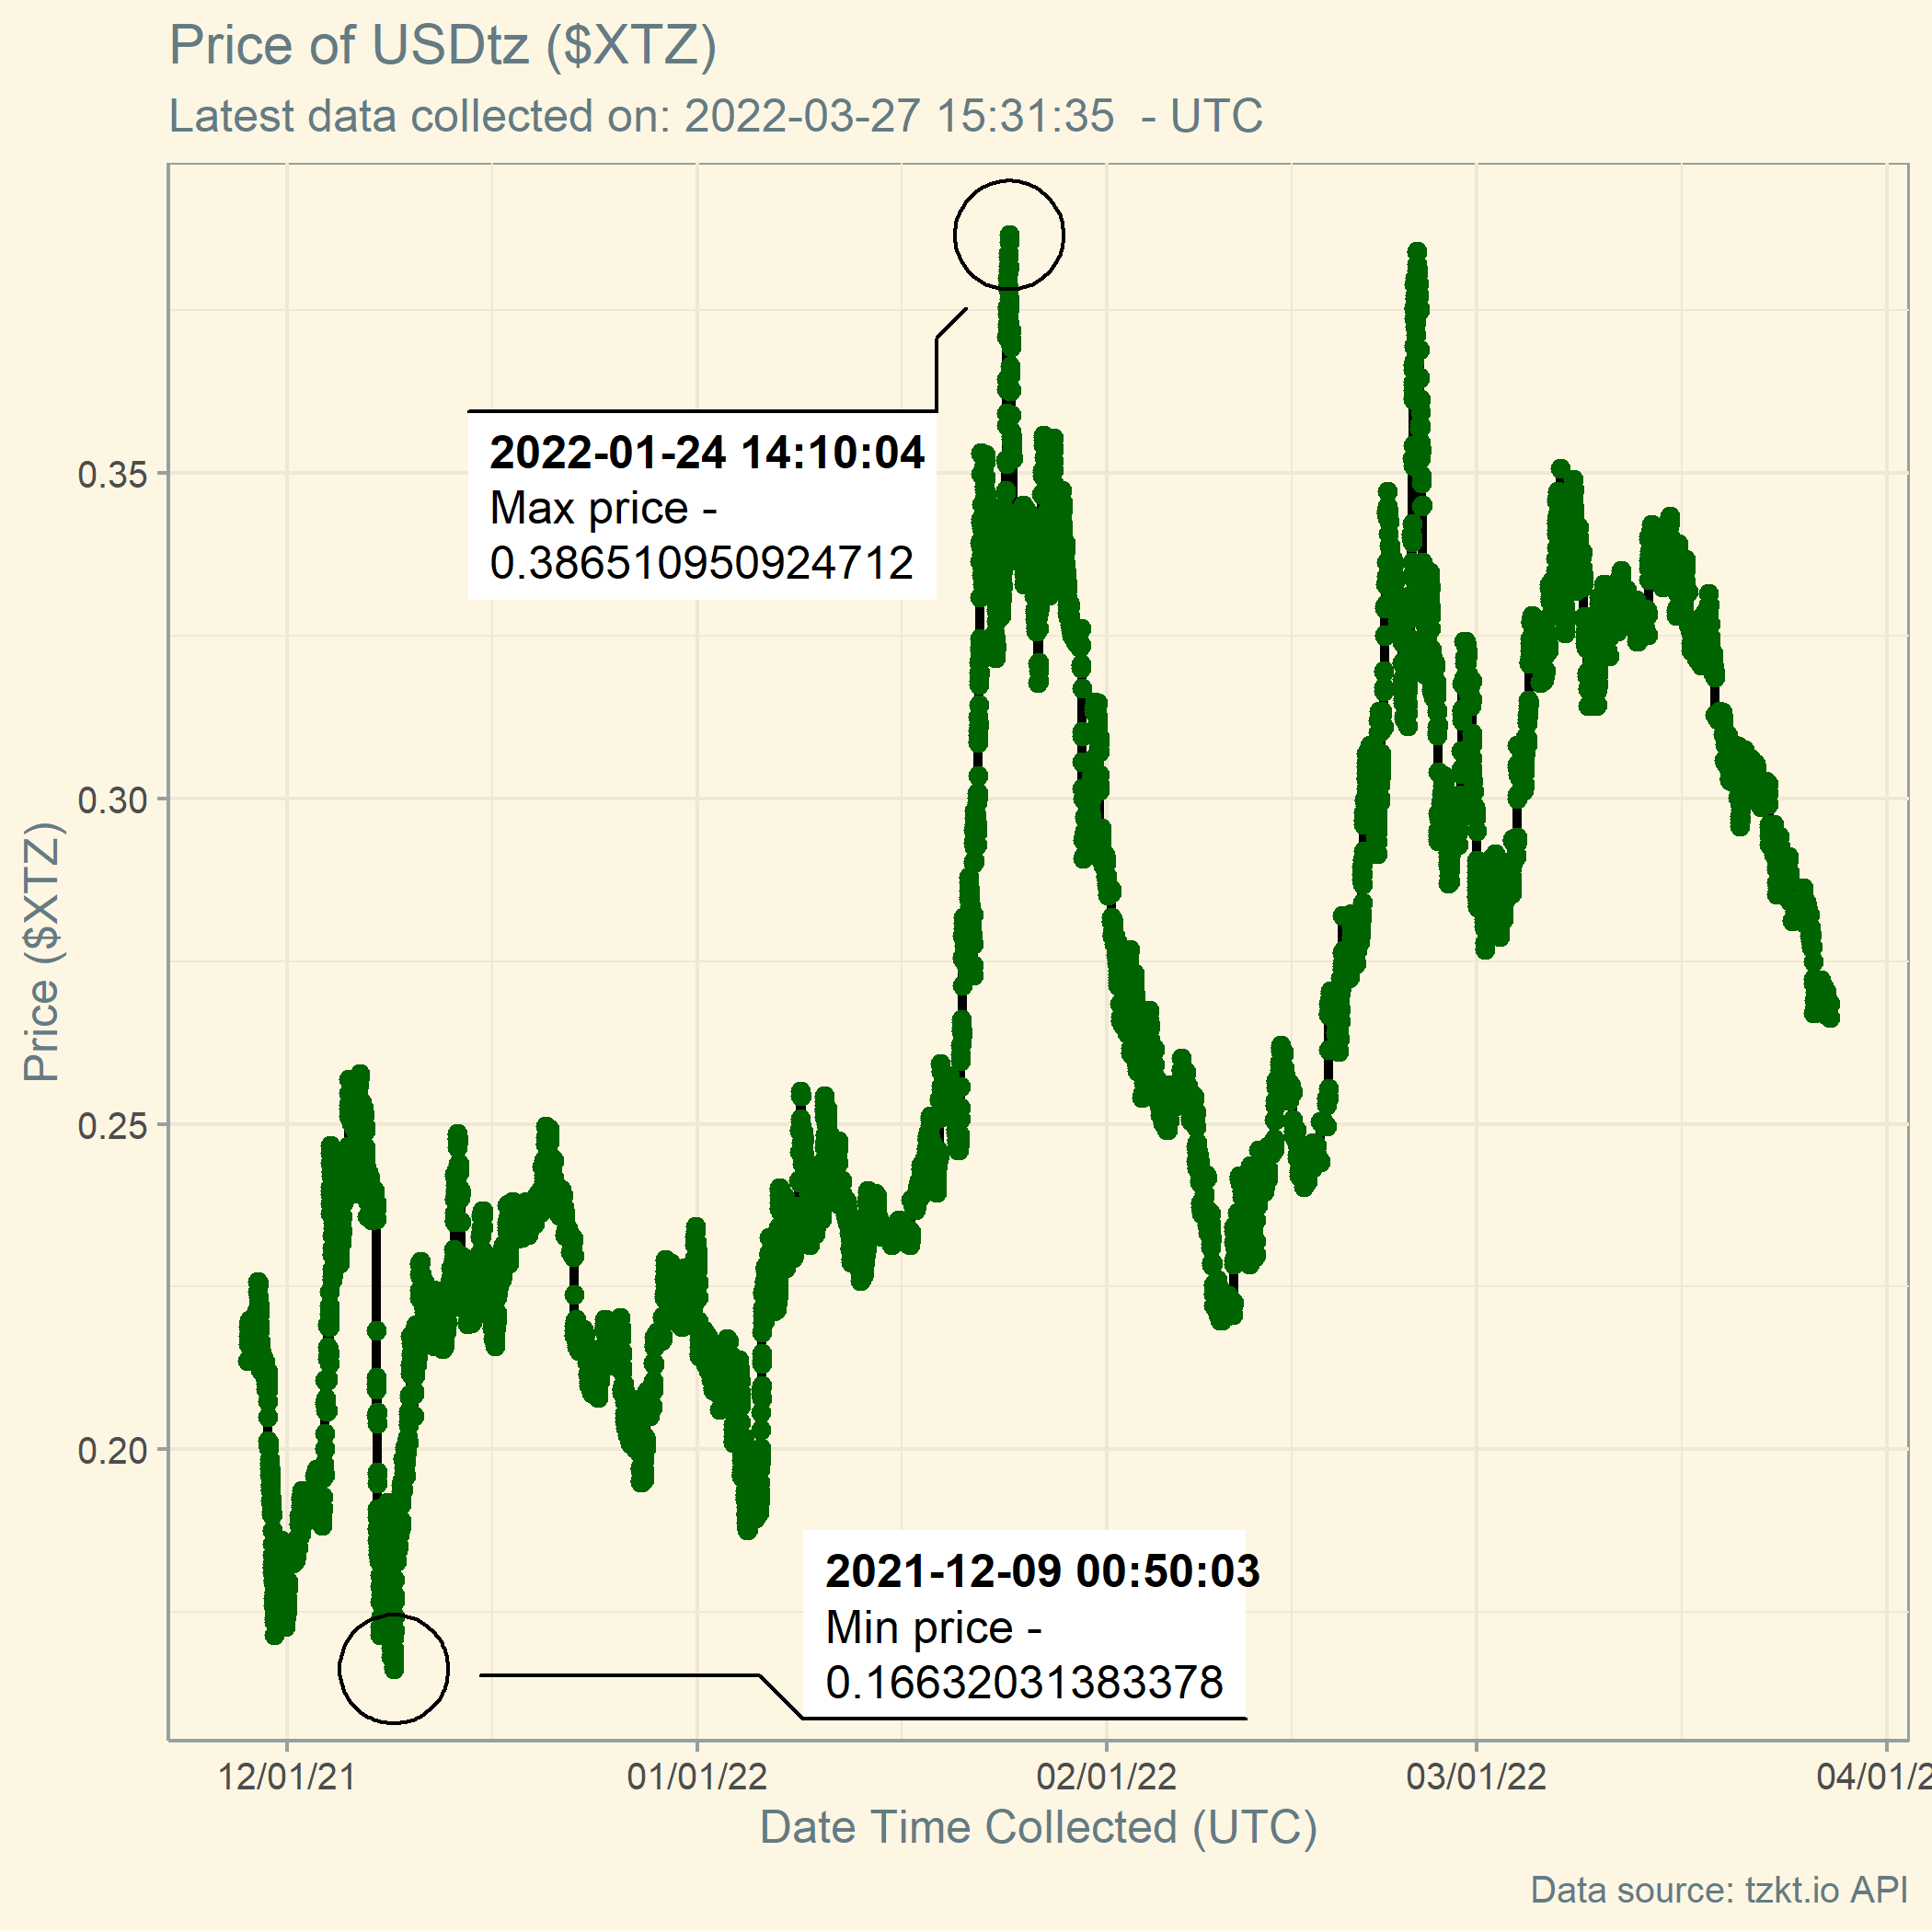 Price of USDtz ($XTZ)
Latest data collected on: 2022-03-27 15:31:35  - UTC
2022-01-24 14:10:04
Max price -
0.386510950924712
0.35
0.30
0.25
0.20
Price ($XTZ)
2021-12-09 00:50:03
Min price -
0.16632031383378
12/01/21
01/01/22
02/01/22
03/01/22
04/01/2
Date Time Collected (UTC)
Data source: tzkt.io API